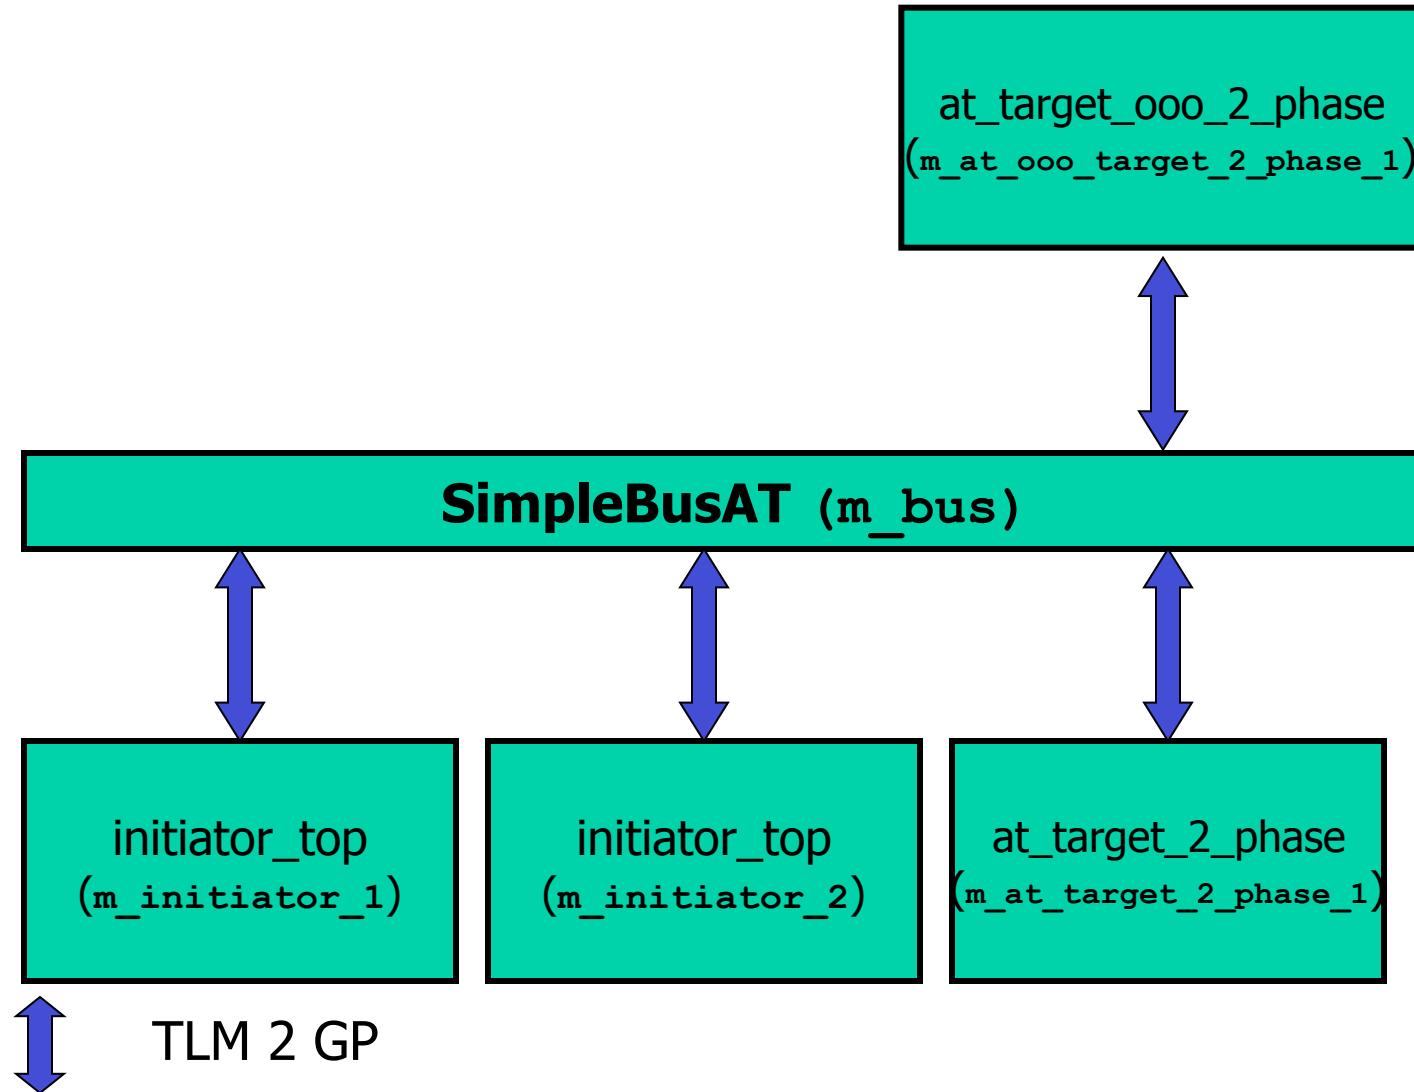 at_target_ooo_2_phase
(m_at_ooo_target_2_phase_1)
SimpleBusAT (m_bus)
initiator_top
(m_initiator_1)
initiator_top
(m_initiator_2)
at_target_2_phase
(m_at_target_2_phase_1)
TLM 2 GP